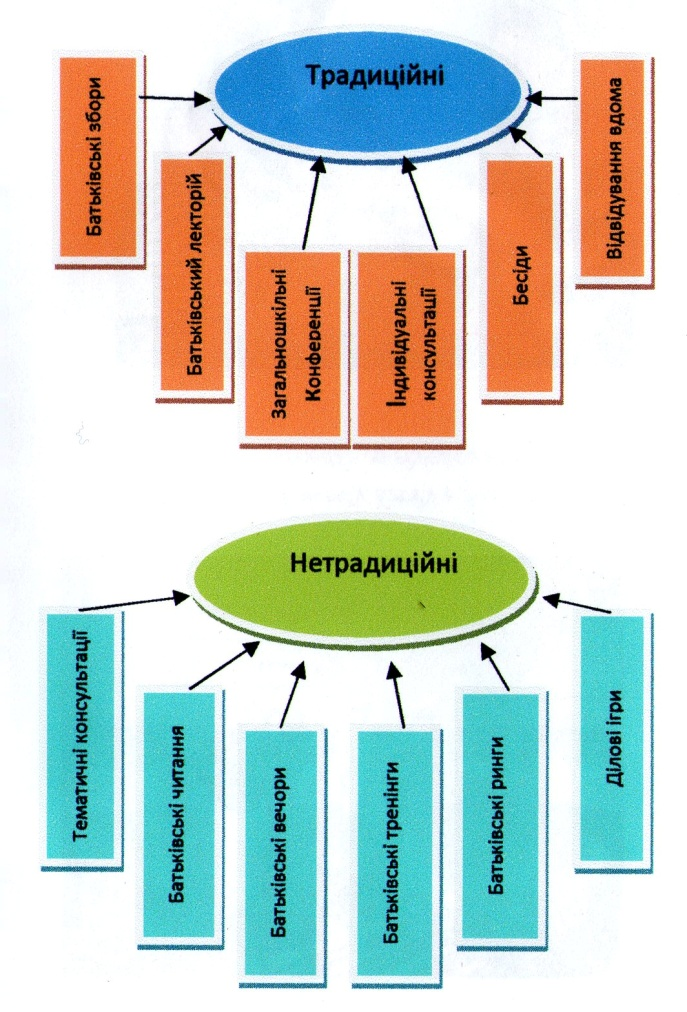 Традиційні
Батьківські збори
Батьківський лекторій
Загальношкільні
Конференції
Індивідуальні
консультації
Бесіди
Відвідування вдома
Нетрадиційні
Тематичні консультації
Батьківські читання
Батьківські вечори
Батьківські тренінги
Батьківські ринги
Ділові ігри